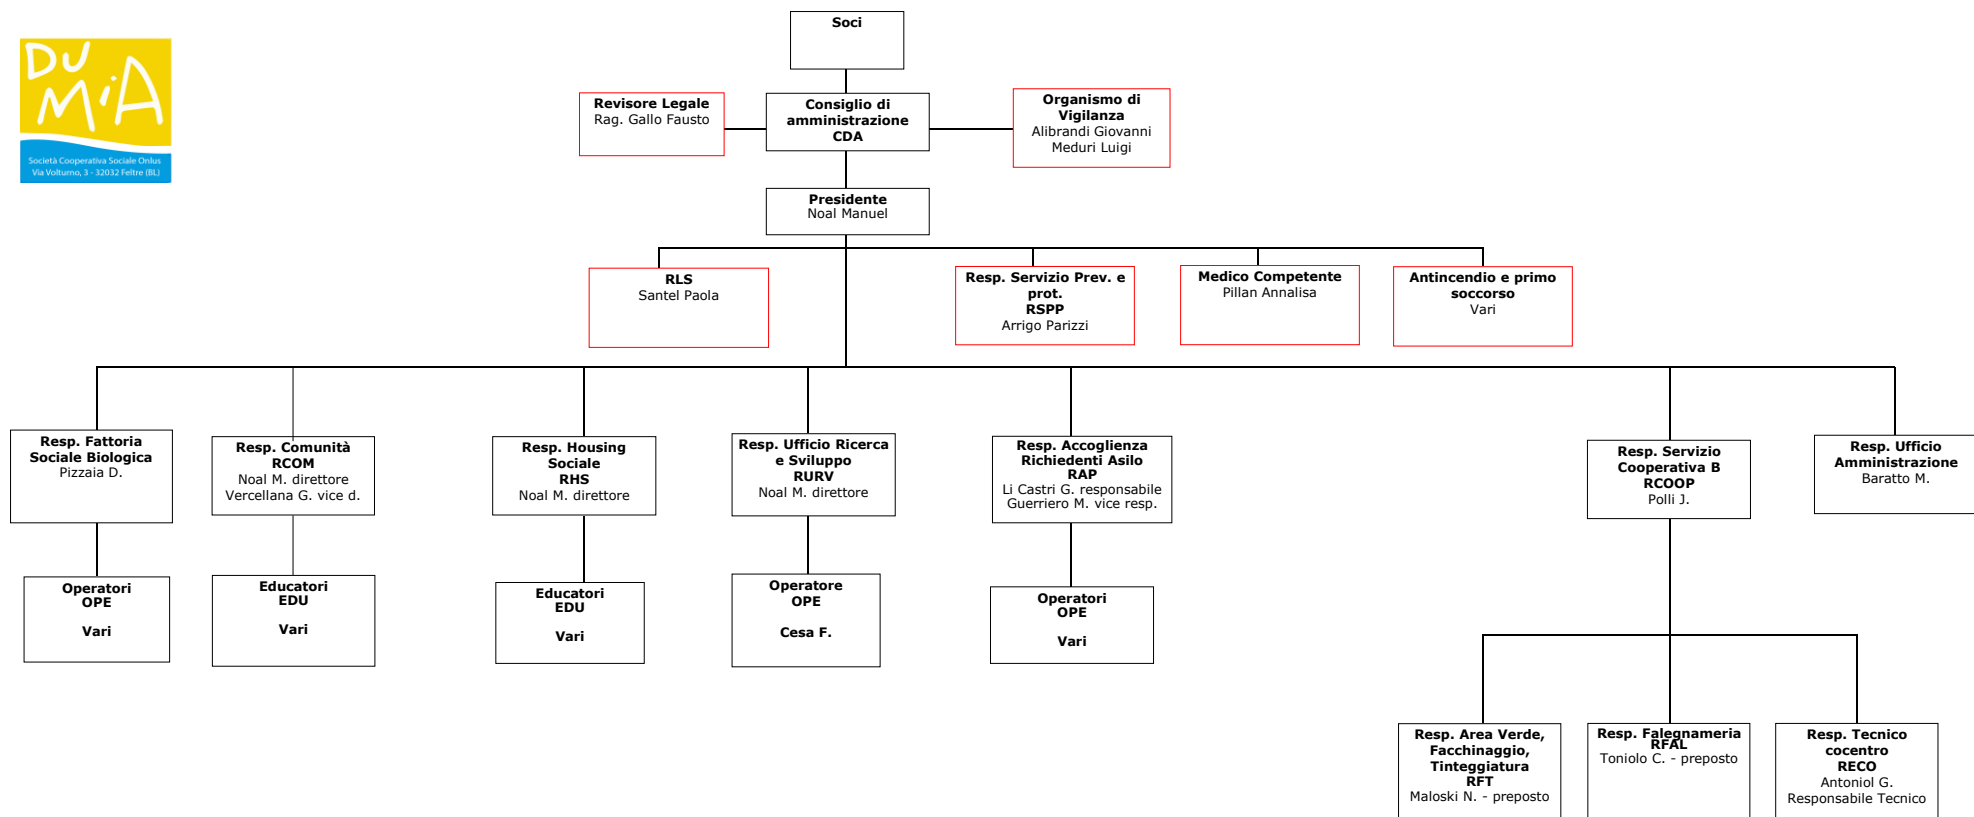 DU
MiA
Società Cooperativa Sociale Onlus
Via Volturno, 3 - 32032 Feltre (BL)
Soci
Revisore Legale
Rag. Gallo Fausto
Consiglio di
amministrazione
CDA
Organismo di
Vigilanza
Alibrandi Giovanni
Meduri Luigi
Presidente
Noal Manuel
RLS
Santel Paola
Resp. Servizio Prev. e
prot.
RSPP
Arrigo Parizzi
Medico Competente
Pillan Annalisa
Antincendio e primo
soccorso
Vari
Resp. Fattoria
Sociale Biologica
Pizzaia D.
Resp. Comunità
RCOM
Noal M. direttore
Vercellana G. vice d.
Resp. Housing
Sociale
RHS
Noal M. direttore
Resp. Ufficio Ricerca
e Sviluppo
RURV
Noal M. direttore
Resp. Accoglienza
Richiedenti Asilo
RAP
Li Castri G. responsabile
Guerriero M. vice resp.
Resp. Servizio
Cooperativa B
RCOOP
Polli J.
Resp. Ufficio
Amministrazione
Baratto M.
Operatori
OPE
Vari
Educatori
EDU
Vari
Educatori
EDU
Vari
Operatore
OPE
Cesa F.
Operatori
OPE
Vari
Resp. Area Verde,
Facchinaggio,
Tinteggiatura
RFT
Maloski N. - preposto
Resp. Falegnameria
RFAL
Toniolo C. - preposto
Resp. Tecnico
cocentro
RECO
Antoniol G.
Responsabile Tecnico